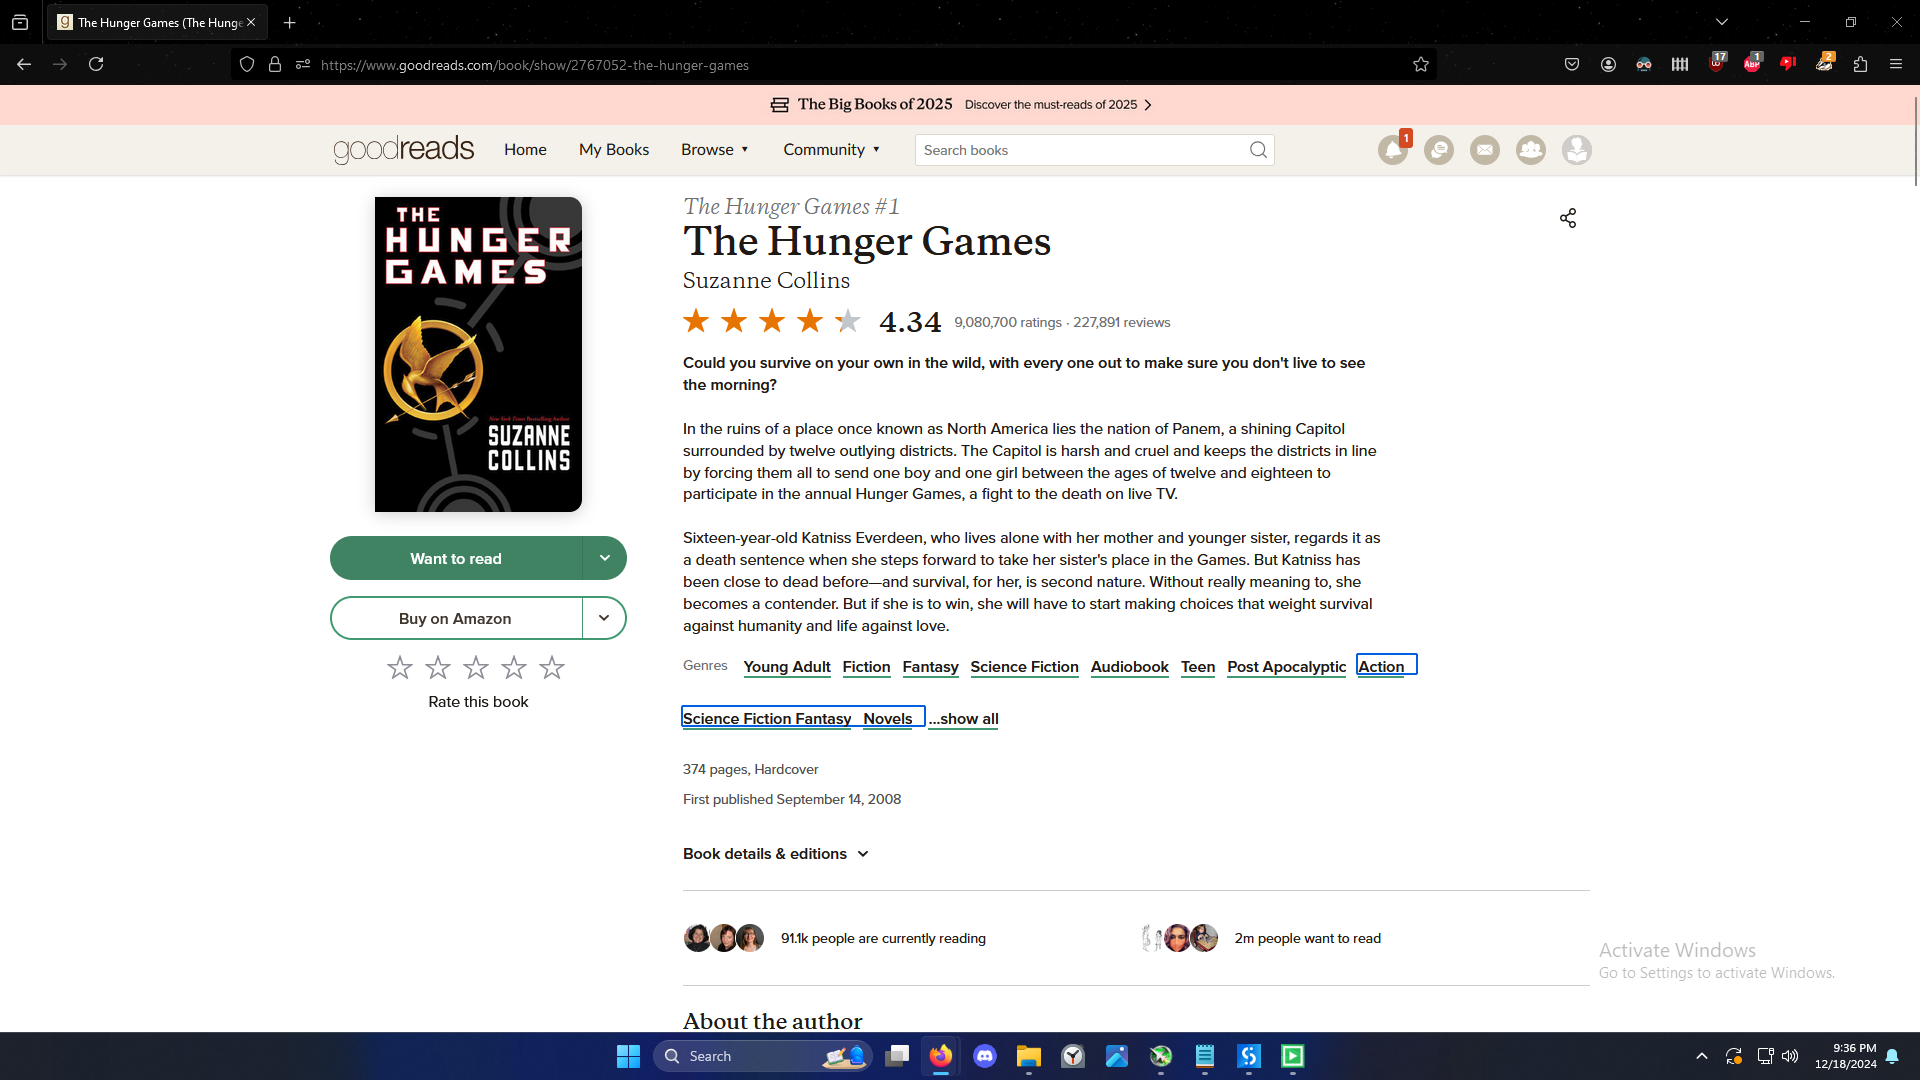 The Hunger Games (The Hunge
https://www.goodreads.com/book/show/2767052-the-hunger-games
17
1
2
The Big Books of 2025 Discover the must-reads of 2025
goodreads Home My Books Browse Community Search books
1
THE
HUNGER
GAMES
New York Times Bestselling Author
SUZANNE
COLLINS
Want to read
Buy on Amazon
Rate this book
The Hunger Games #1
The Hunger Games
Suzanne Collins
4.34 9,080,700 ratings · 227,891 reviews
Could you survive on your own in the wild, with every one out to make sure you don't live to see
the morning?
In the ruins of a place once known as North America lies the nation of Panem, a shining Capitol
surrounded by twelve outlying districts. The Capitol is harsh and cruel and keeps the districts in line
by forcing them all to send one boy and one girl between the ages of twelve and eighteen to
participate in the annual Hunger Games, a fight to the death on live TV.
Sixteen-year-old Katniss Everdeen, who lives alone with her mother and younger sister, regards it as
a death sentence when she steps forward to take her sister's place in the Games. But Katniss has
been close to dead before—and survival, for her, is second nature. Without really meaning to, she
becomes a contender. But if she is to win, she will have to start making choices that weight survival
against humanity and life against love.
Genres Young Adult Fiction Fantasy Science Fiction Audiobook Teen Post Apocalyptic Action
Science Fiction Fantasy Novels ...show all
374 pages, Hardcover
First published September 14, 2008
Book details & editions
91.1k people are currently reading 2m people want to read
About the author
Activate Windows
Go to Settings to activate Windows.
Search
9:36 PM
12/18/2024